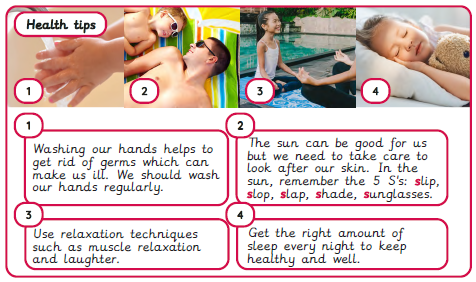 Health tips
1
2
3
4
1
Washing our hands helps to
get rid of germs which can
make us ill. We should wash
our hands regularly.
2
The sun can be good for us
but we need to take care to
look after our skin. In the
sun, remember the 5 S's: slip,
slop, slap, shade, sunglasses.
3
Use relaxation techniques
such as muscle relaxation
and laughter.
4
Get the right amount of
sleep every night to keep
healthy and well.